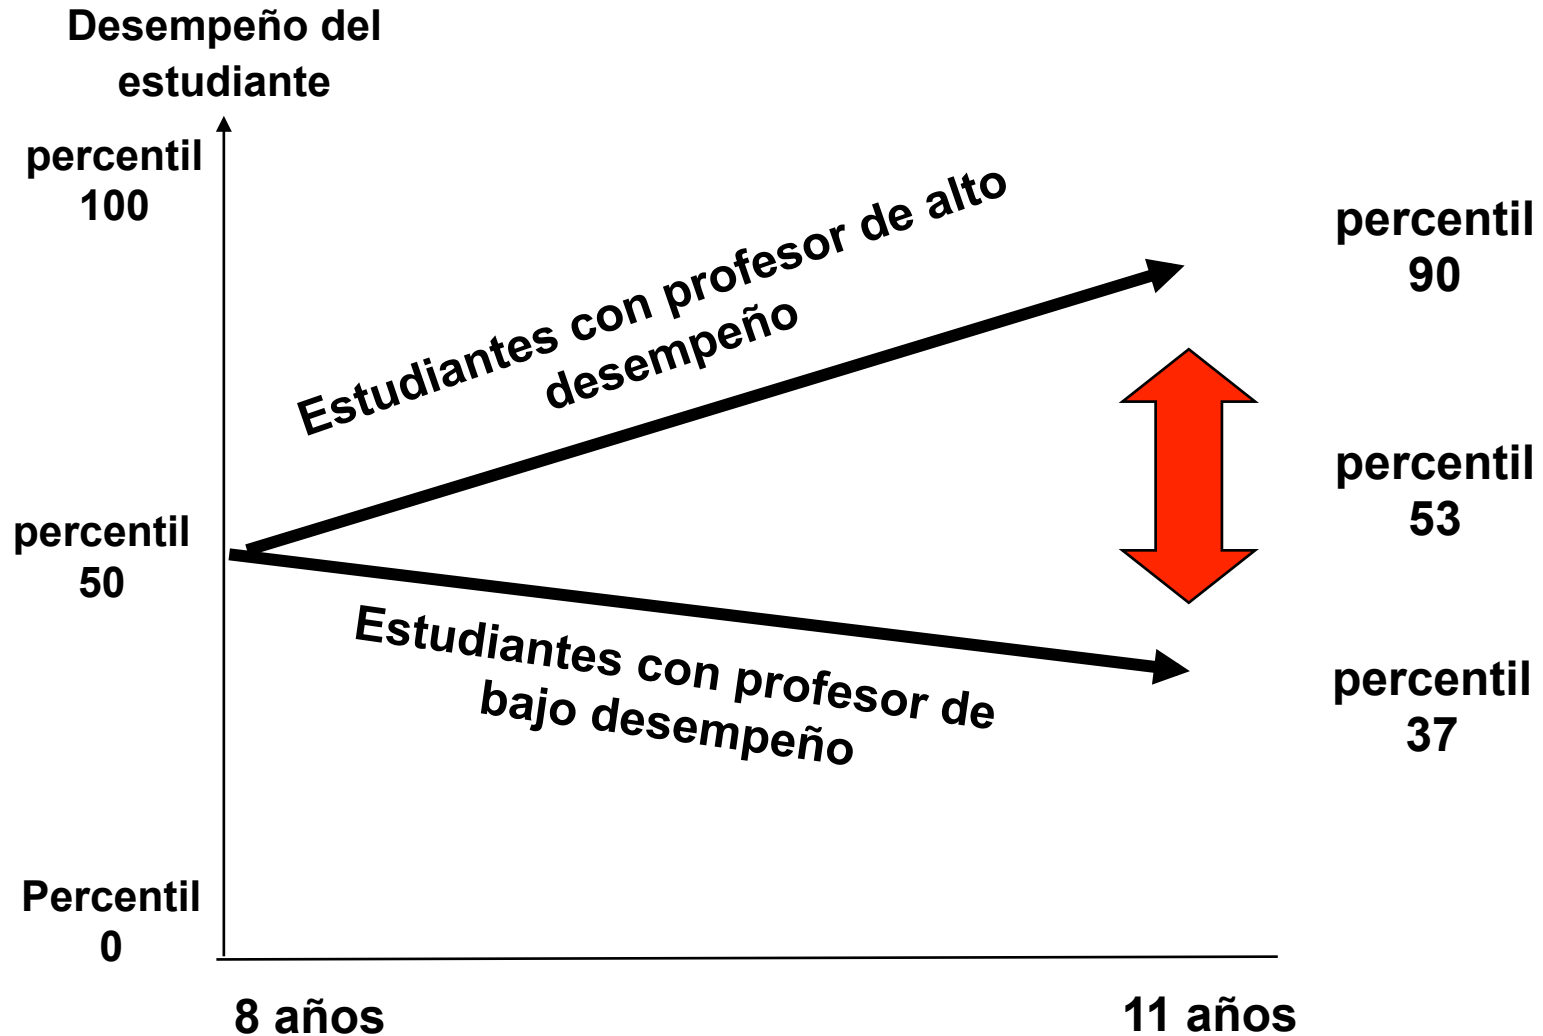 Desempeño del
estudiante
percentil
100
Estudiantes con profesor de alto
desempeño
percentil
90
percentil
53
percentil
50
Estudiantes con profesor de
bajo desempeño
percentil
37
Percentil
0
8 años
11 años